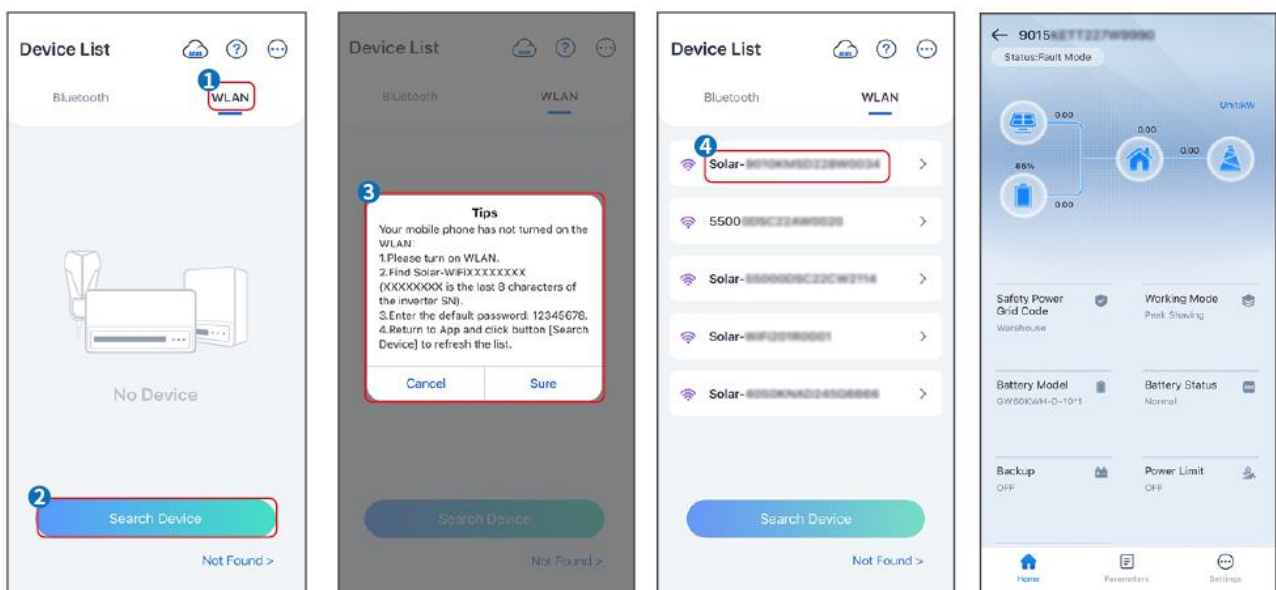 Device List
Bluetooth
1
WLAN
No Device
2
Search Device
Not Found >
Device List
Bluetooth
WLAN
3
Tips
Your mobile phone has not turned on the
WLAN:
1.Please turn on WLAN.
2.Find Solar-WiFiXXXXXXXX
(XXXXXXXX is the last 8 characters of
the inverter SN).
3.Enter the default password: 12345678.
4.Return to App and click button [Search
Device] to refresh the list.
Cancel
Sure
Search Device
Not Found >
Device List
Bluetooth
WLAN
4
Solar-
5500
Solar-
Solar-
Solar-
Search Device
Not Found >
9015
Status:Fault Mode
Unit:kW
0.00
0.00
0.00
86%
0.00
Safety Power
Grid Code
Warehouse
Working Mode
Peak Shaving
Battery Model
GW60KWH-D-10*1
Battery Status
Normal
Backup
OFF
Power Limit
OFF
Home
Parameters
Settings